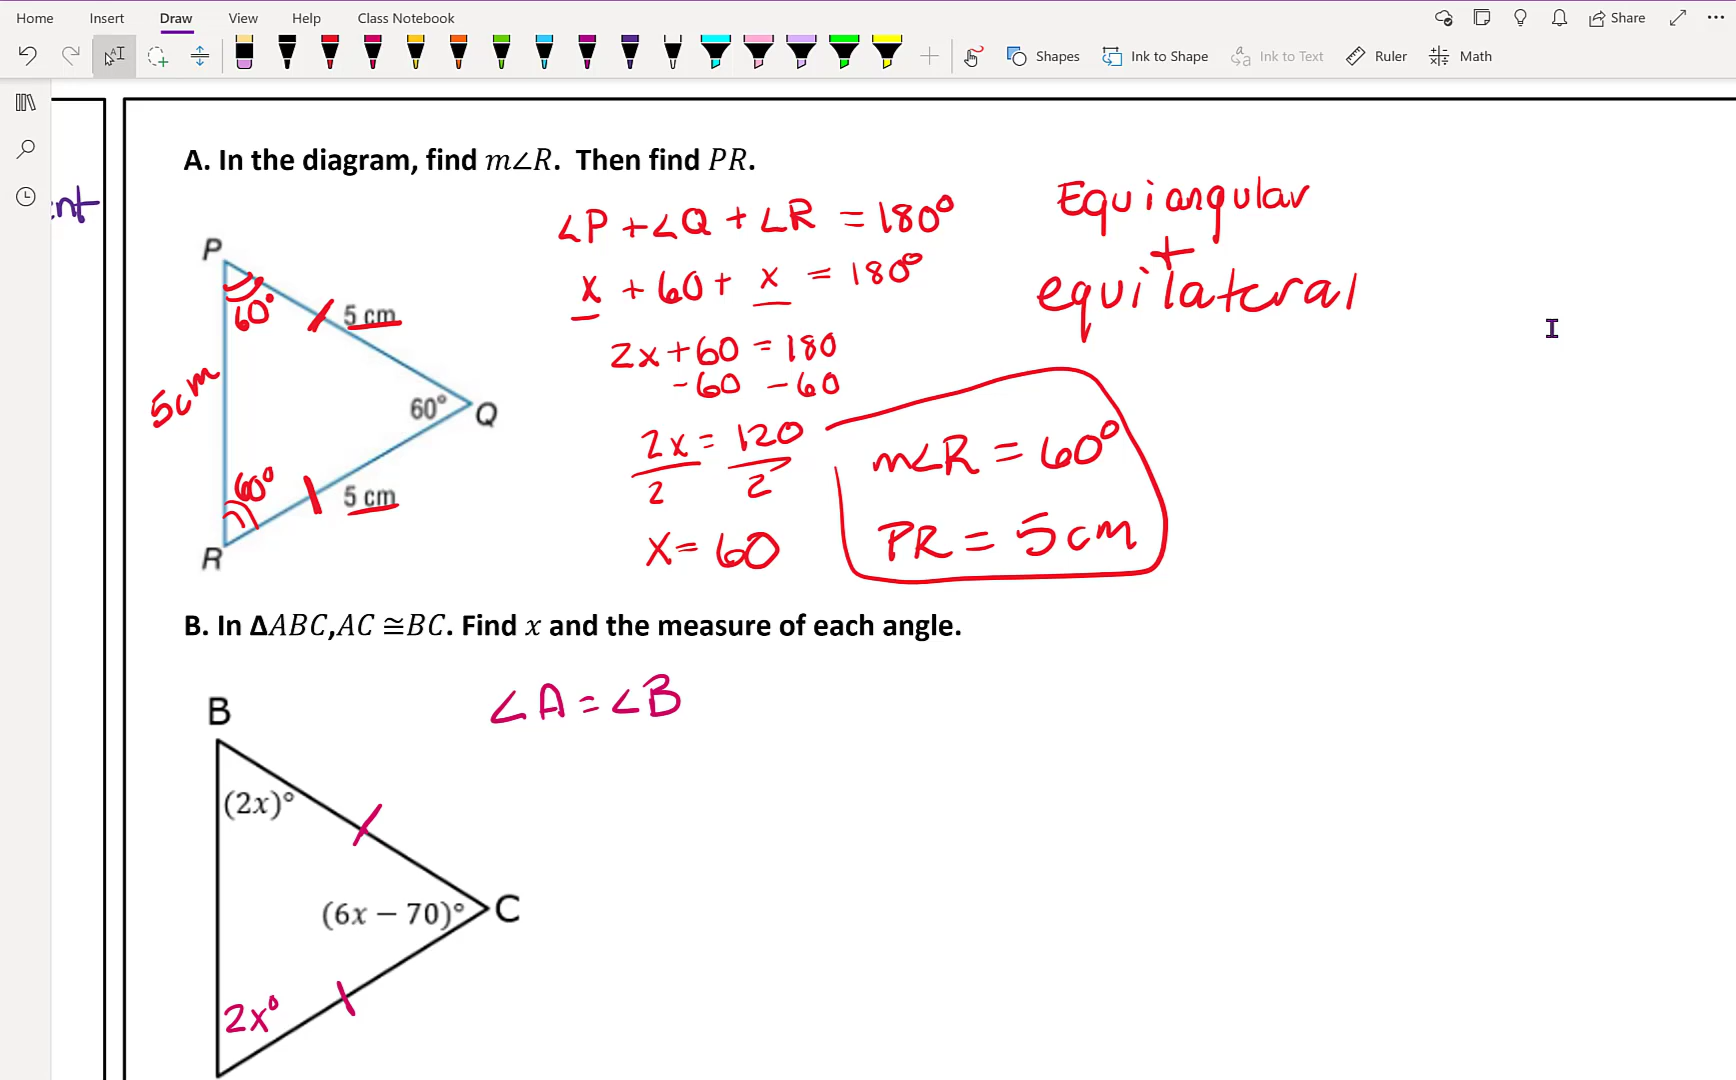 Home Insert Draw View Help Class Notebook Share
Shapes Ink to Shape Ink to Text Ruler Math
A. In the diagram, find m∠R. Then find PR.
ent
Equiangular
+
equilateral
∠P + ∠Q + ∠R = 180°
x + 60 + x = 180°
2x + 60 = 180
-60 -60
2x = 120
2 2
x = 60
m∠R = 60°
PR = 5cm
P
60°
5 cm
5cm
60° Q
60°
5 cm
R
B. In ΔABC, AC ≅ BC. Find x and the measure of each angle.
∠A = ∠B
B
(2x)°
(6x − 70)° C
2x°